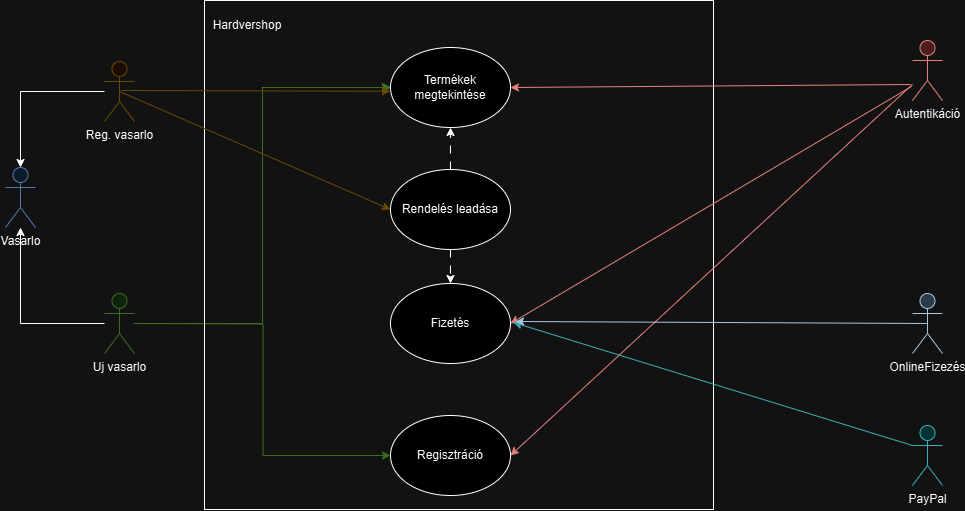 Hardvershop
Termékek
megtekintése
Reg. vasarlo
Autentikáció
Rendelés leadása
Vasarlo
Fizetés
Uj vasarlo
OnlineFizezés
Regisztráció
PayPal